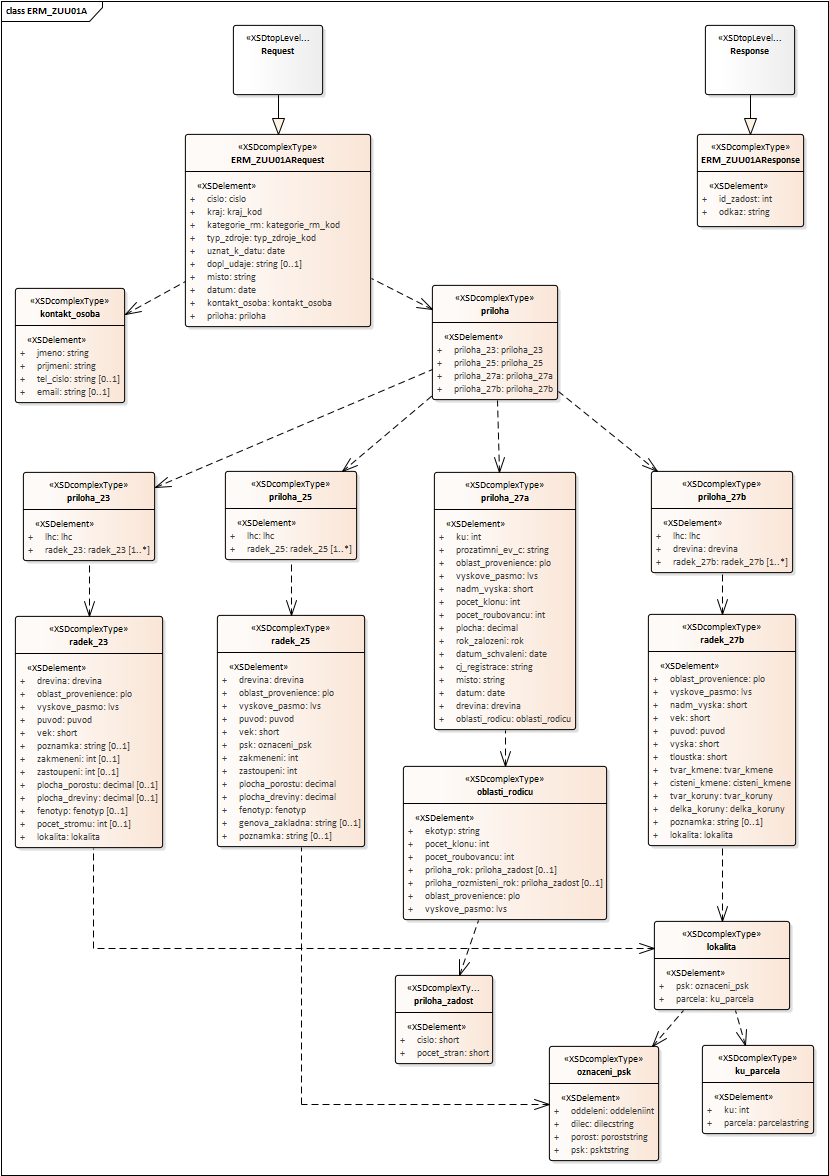 class ERM_ZUU01A
«XSDtopLevel...
Request
«XSDtopLevel...
Response
«XSDcomplexType»
ERM_ZUU01ARequest
«XSDelement»
+ cislo: cislo
+ kraj: kraj_kod
+ kategorie_rm: kategorie_rm_kod
+ typ_zdroje: typ_zdroje_kod
+ uznat_k_datu: date
+ dopl_udaje: string [0..1]
+ misto: string
+ datum: date
+ kontakt_osoba: kontakt_osoba
+ priloha: priloha
«XSDcomplexType»
ERM_ZUU01AResponse
«XSDelement»
+ id_zadost: int
+ odkaz: string
«XSDcomplexType»
kontakt_osoba
«XSDelement»
+ jmeno: string
+ prijmeni: string
+ tel_cislo: string [0..1]
+ email: string [0..1]
«XSDcomplexType»
priloha
«XSDelement»
+ priloha_23: priloha_23
+ priloha_25: priloha_25
+ priloha_27a: priloha_27a
+ priloha_27b: priloha_27b
«XSDcomplexType»
priloha_23
«XSDelement»
+ lhc: lhc
+ radek_23: radek_23 [1..*]
«XSDcomplexType»
priloha_25
«XSDelement»
+ lhc: lhc
+ radek_25: radek_25 [1..*]
«XSDcomplexType»
priloha_27a
«XSDelement»
+ ku: int
+ prozatimni_ev_c: string
+ oblast_provenience: plo
+ vyskove_pasmo: lvs
+ nadm_vyska: short
+ pocet_klonu: int
+ pocet_roubovancu: int
+ plocha: decimal
+ rok_zalozeni: rok
+ datum_schvaleni: date
+ cj_registrace: string
+ misto: string
+ datum: date
+ drevina: drevina
+ oblasti_rodicu: oblasti_rodicu
«XSDcomplexType»
priloha_27b
«XSDelement»
+ lhc: lhc
+ drevina: drevina
+ radek_27b: radek_27b [1..*]
«XSDcomplexType»
radek_23
«XSDelement»
+ drevina: drevina
+ oblast_provenience: plo
+ vyskove_pasmo: lvs
+ puvod: puvod
+ vek: short
+ poznamka: string [0..1]
+ zakmeneni: int [0..1]
+ zastoupeni: int [0..1]
+ plocha_porostu: decimal [0..1]
+ plocha_dreviny: decimal [0..1]
+ fenotyp: fenotyp [0..1]
+ pocet_stromu: int [0..1]
+ lokalita: lokalita
«XSDcomplexType»
radek_25
«XSDelement»
+ drevina: drevina
+ oblast_provenience: plo
+ vyskove_pasmo: lvs
+ puvod: puvod
+ vek: short
+ psk: oznaceni_psk
+ zakmeneni: int
+ zastoupeni: int
+ plocha_porostu: decimal
+ plocha_dreviny: decimal
+ fenotyp: fenotyp
+ genova_zakladna: string [0..1]
+ poznamka: string [0..1]
«XSDcomplexType»
radek_27b
«XSDelement»
+ oblast_provenience: plo
+ vyskove_pasmo: lvs
+ nadm_vyska: short
+ vek: short
+ puvod: puvod
+ vyska: short
+ tloustka: short
+ tvar_kmene: tvar_kmene
+ cisteni_kmene: cisteni_kmene
+ tvar_koruny: tvar_koruny
+ delka_koruny: delka_koruny
+ poznamka: string [0..1]
+ lokalita: lokalita
«XSDcomplexType»
oblasti_rodicu
«XSDelement»
+ ekotyp: string
+ pocet_klonu: int
+ pocet_roubovancu: int
+ priloha_rok: priloha_zadost [0..1]
+ priloha_rozmisteni_rok: priloha_zadost [0..1]
+ oblast_provenience: plo
+ vyskove_pasmo: lvs
«XSDcomplexType»
lokalita
«XSDelement»
+ psk: oznaceni_psk
+ parcela: ku_parcela
«XSDcomplexTy...
priloha_zadost
«XSDelement»
+ cislo: short
+ pocet_stran: short
«XSDcomplexType»
oznaceni_psk
«XSDelement»
+ oddeleni: oddeleniint
+ dilec: dilecstring
+ porost: poroststring
+ psk: psktstring
«XSDcomplexType»
ku_parcela
«XSDelement»
+ ku: int
+ parcela: parcelastring